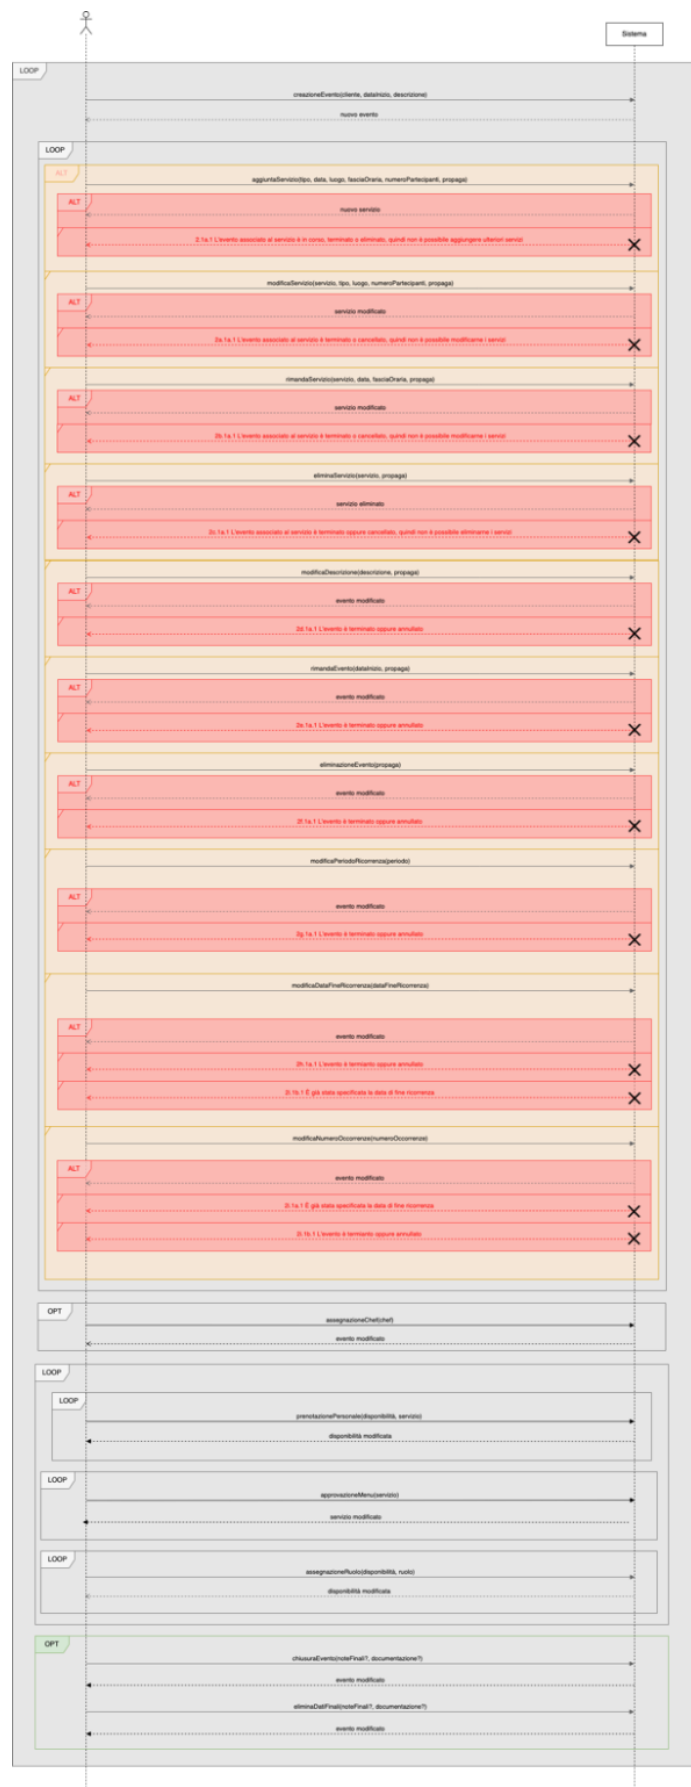 Sistema
LOOP
creazioneEvento(cliente, dataInizio, descrizione)
nuovo evento
LOOP
ALT
aggiuntaServizio(tipo, data, luogo, fasciaOraria, numeroPartecipanti, propaga)
ALT
nuovo servizio
2.1a.1 L'evento associato al servizio è in corso, terminato o eliminato, quindi non è possibile aggiungere ulteriori servizi
modificaServizio(servizio, tipo, luogo, numeroPartecipanti, propaga)
ALT
servizio modificato
2a.1a.1 L'evento associato al servizio è terminato o cancellato, quindi non è possibile modificarne i servizi
rimandaServizio(servizio, data, fasciaOraria, propaga)
ALT
servizio modificato
2b.1a.1 L'evento associato al servizio è terminato o cancellato, quindi non è possibile modificarne i servizi
eliminaServizio(servizio, propaga)
ALT
servizio eliminato
2c.1a.1 L'evento associato al servizio è terminato oppure cancellato, quindi non è possibile eliminarne i servizi
modificaDescrizione(descrizione, propaga)
ALT
evento modificato
2d.1a.1 L'evento è terminato oppure annullato
rimandaEvento(dataInizio, propaga)
ALT
evento modificato
2e.1a.1 L'evento è terminato oppure annullato
eliminazioneEvento(propaga)
ALT
evento modificato
2f.1a.1 L'evento è terminato oppure annullato
modificaPeriodoRicorrenza(periodo)
ALT
evento modificato
2g.1a.1 L'evento è terminato oppure annullato
modificaDataFineRicorrenza(dataFineRicorrenza)
ALT
evento modificato
2h.1a.1 L'evento è termianto oppure annullato
2i.1b.1 È già stata specificata la data di fine ricorrenza
modificaNumeroOccorrenze(numeroOccorrenze)
ALT
evento modificato
2i.1a.1 È già stata specificata la data di fine ricorrenza
2i.1b.1 L'evento è termianto oppure annullato
OPT
assegnazioneChef(chef)
evento modificato
LOOP
LOOP
prenotazionePersonale(disponibilità, servizio)
disponibilità modificata
LOOP
approvazioneMenu(servizio)
servizio modificato
LOOP
assegnazioneRuolo(disponibilità, ruolo)
disponibilità modificata
OPT
chiusuraEvento(noteFinali?, documentazione?)
evento modificato
eliminaDatiFinali(noteFinali?, documentazione?)
evento modificato